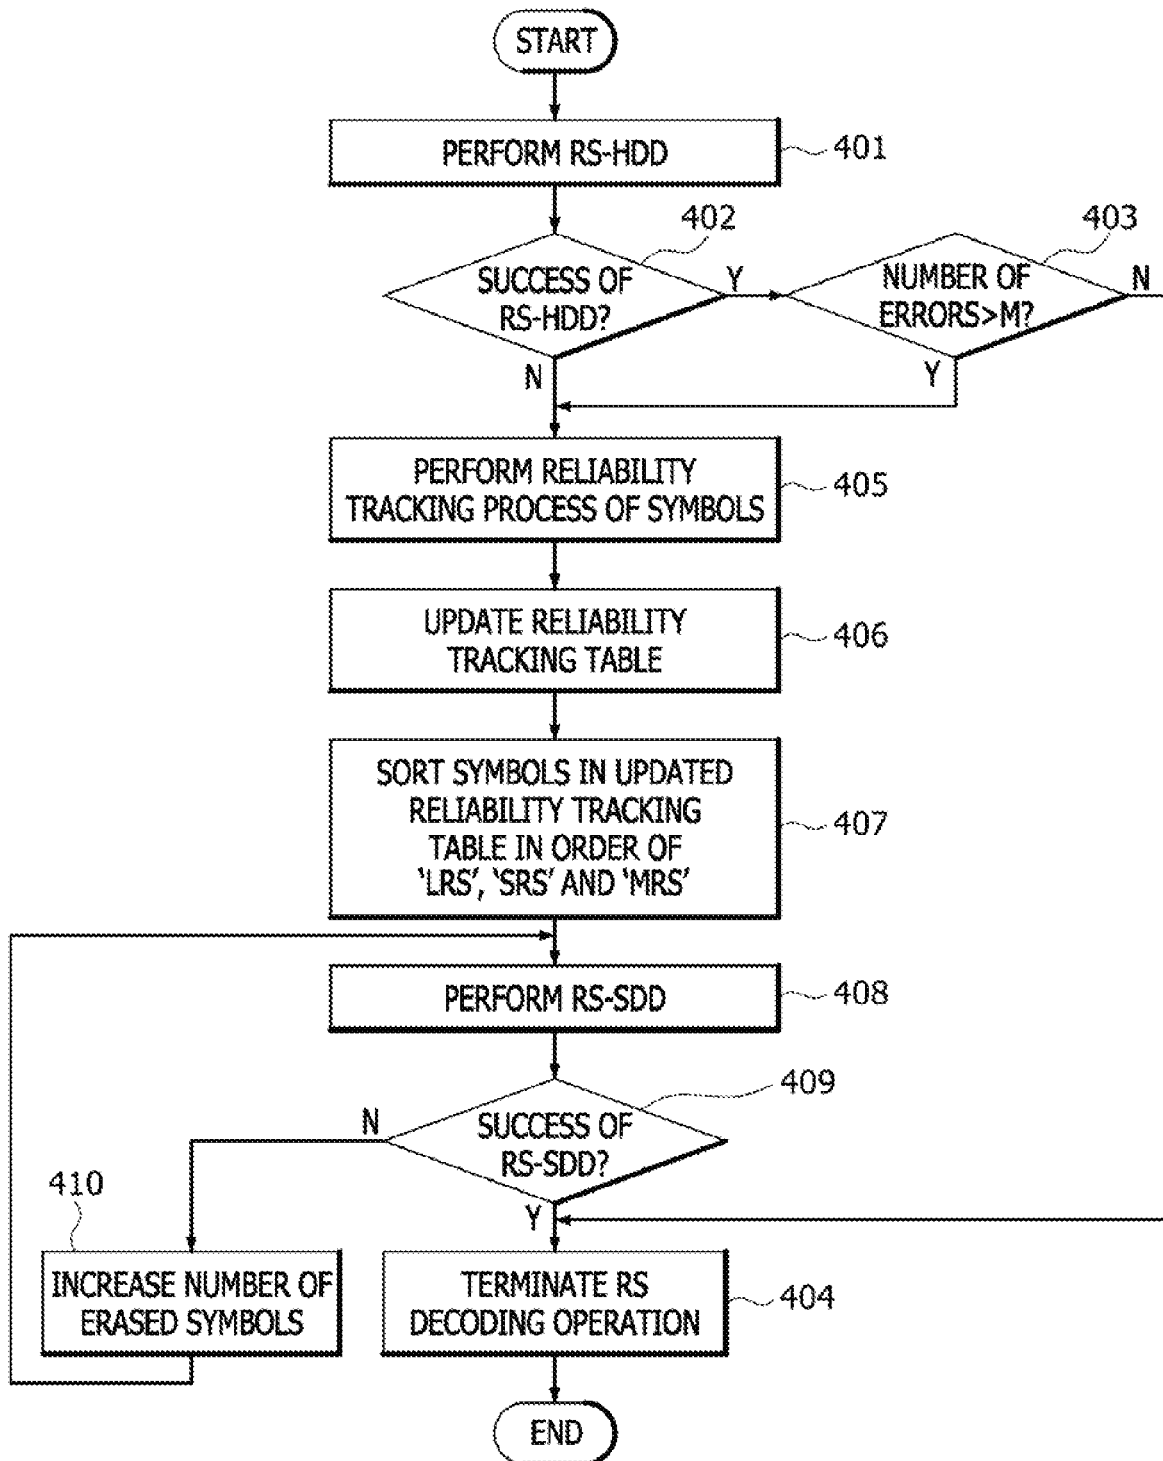 START
PERFORM RS-HDD
401
402
SUCCESS OF
RS-HDD?
Y
N
403
NUMBER OF
ERRORS>M?
N
Y
PERFORM RELIABILITY
TRACKING PROCESS OF SYMBOLS
405
UPDATE RELIABILITY
TRACKING TABLE
406
SORT SYMBOLS IN UPDATED
RELIABILITY TRACKING
TABLE IN ORDER OF
‘LRS’, ‘SRS’ AND ‘MRS’
407
PERFORM RS-SDD
408
409
SUCCESS OF
RS-SDD?
N
Y
410
INCREASE NUMBER OF
ERASED SYMBOLS
TERMINATE RS
DECODING OPERATION
404
END